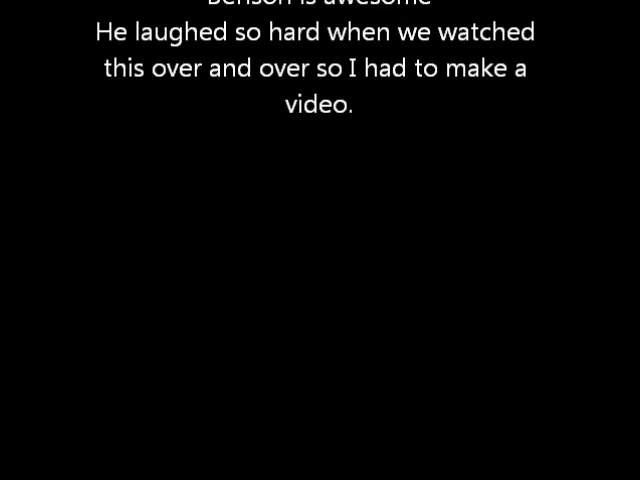 Benson is awesome
He laughed so hard when we watched
this over and over so I had to make a
video.